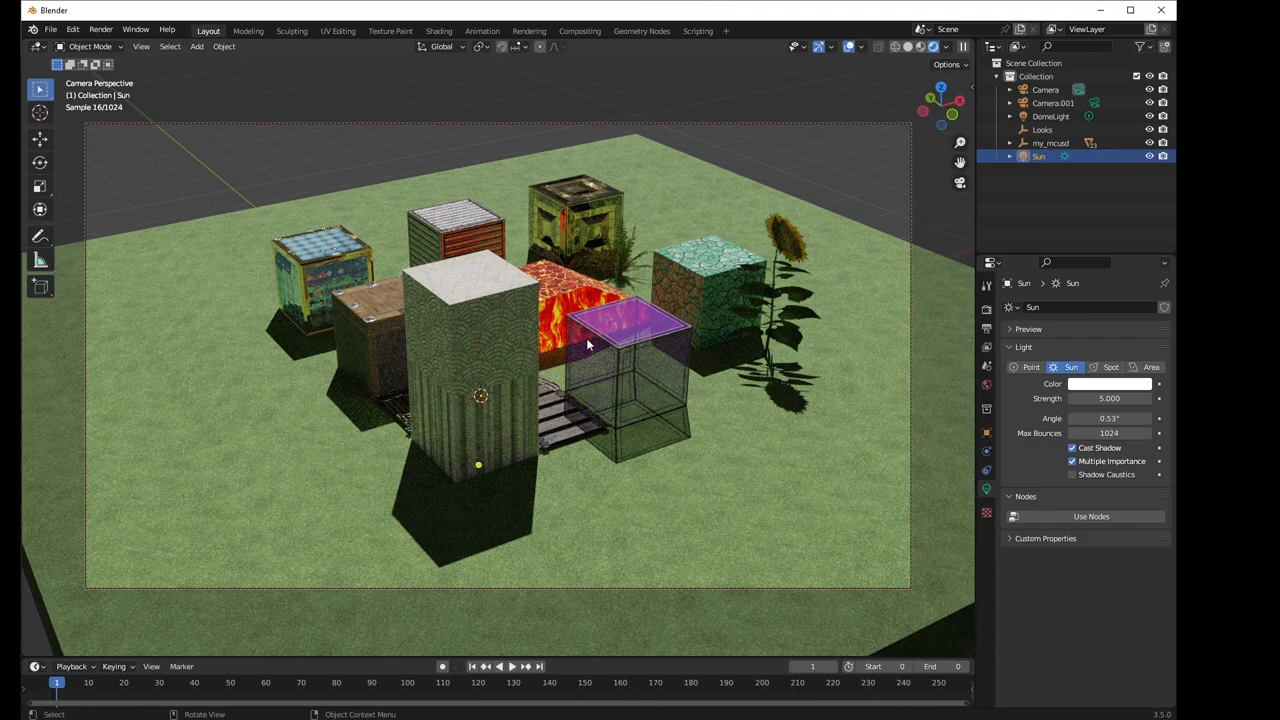 Blender
File Edit Render Window Help Layout Modeling Sculpting UV Editing Texture Paint Shading Animation Rendering Compositing Geometry Nodes Scripting Scene ViewLayer
Object Mode View Select Add Object Global
Options
Camera Perspective
(1) Collection | Sun
Sample 16/1024
X
Y
Z
Scene Collection
Collection
Camera
Camera.001
DomeLight
Looks
my_mcusd 23
Sun
Sun Sun
Sun
Preview
Light
Point Sun Spot Area
Color
Strength 5.000
Angle 0.53°
Max Bounces 1024
Cast Shadow
Multiple Importance
Shadow Caustics
Nodes
Use Nodes
Custom Properties
Playback Keying View Marker 1 Start 0 End 0
1 10 20 30 40 50 60 70 80 90 100 110 120 130 140 150 160 170 180 190 200 210 220 230 240 250
Select Rotate View Object Context Menu 3.5.0